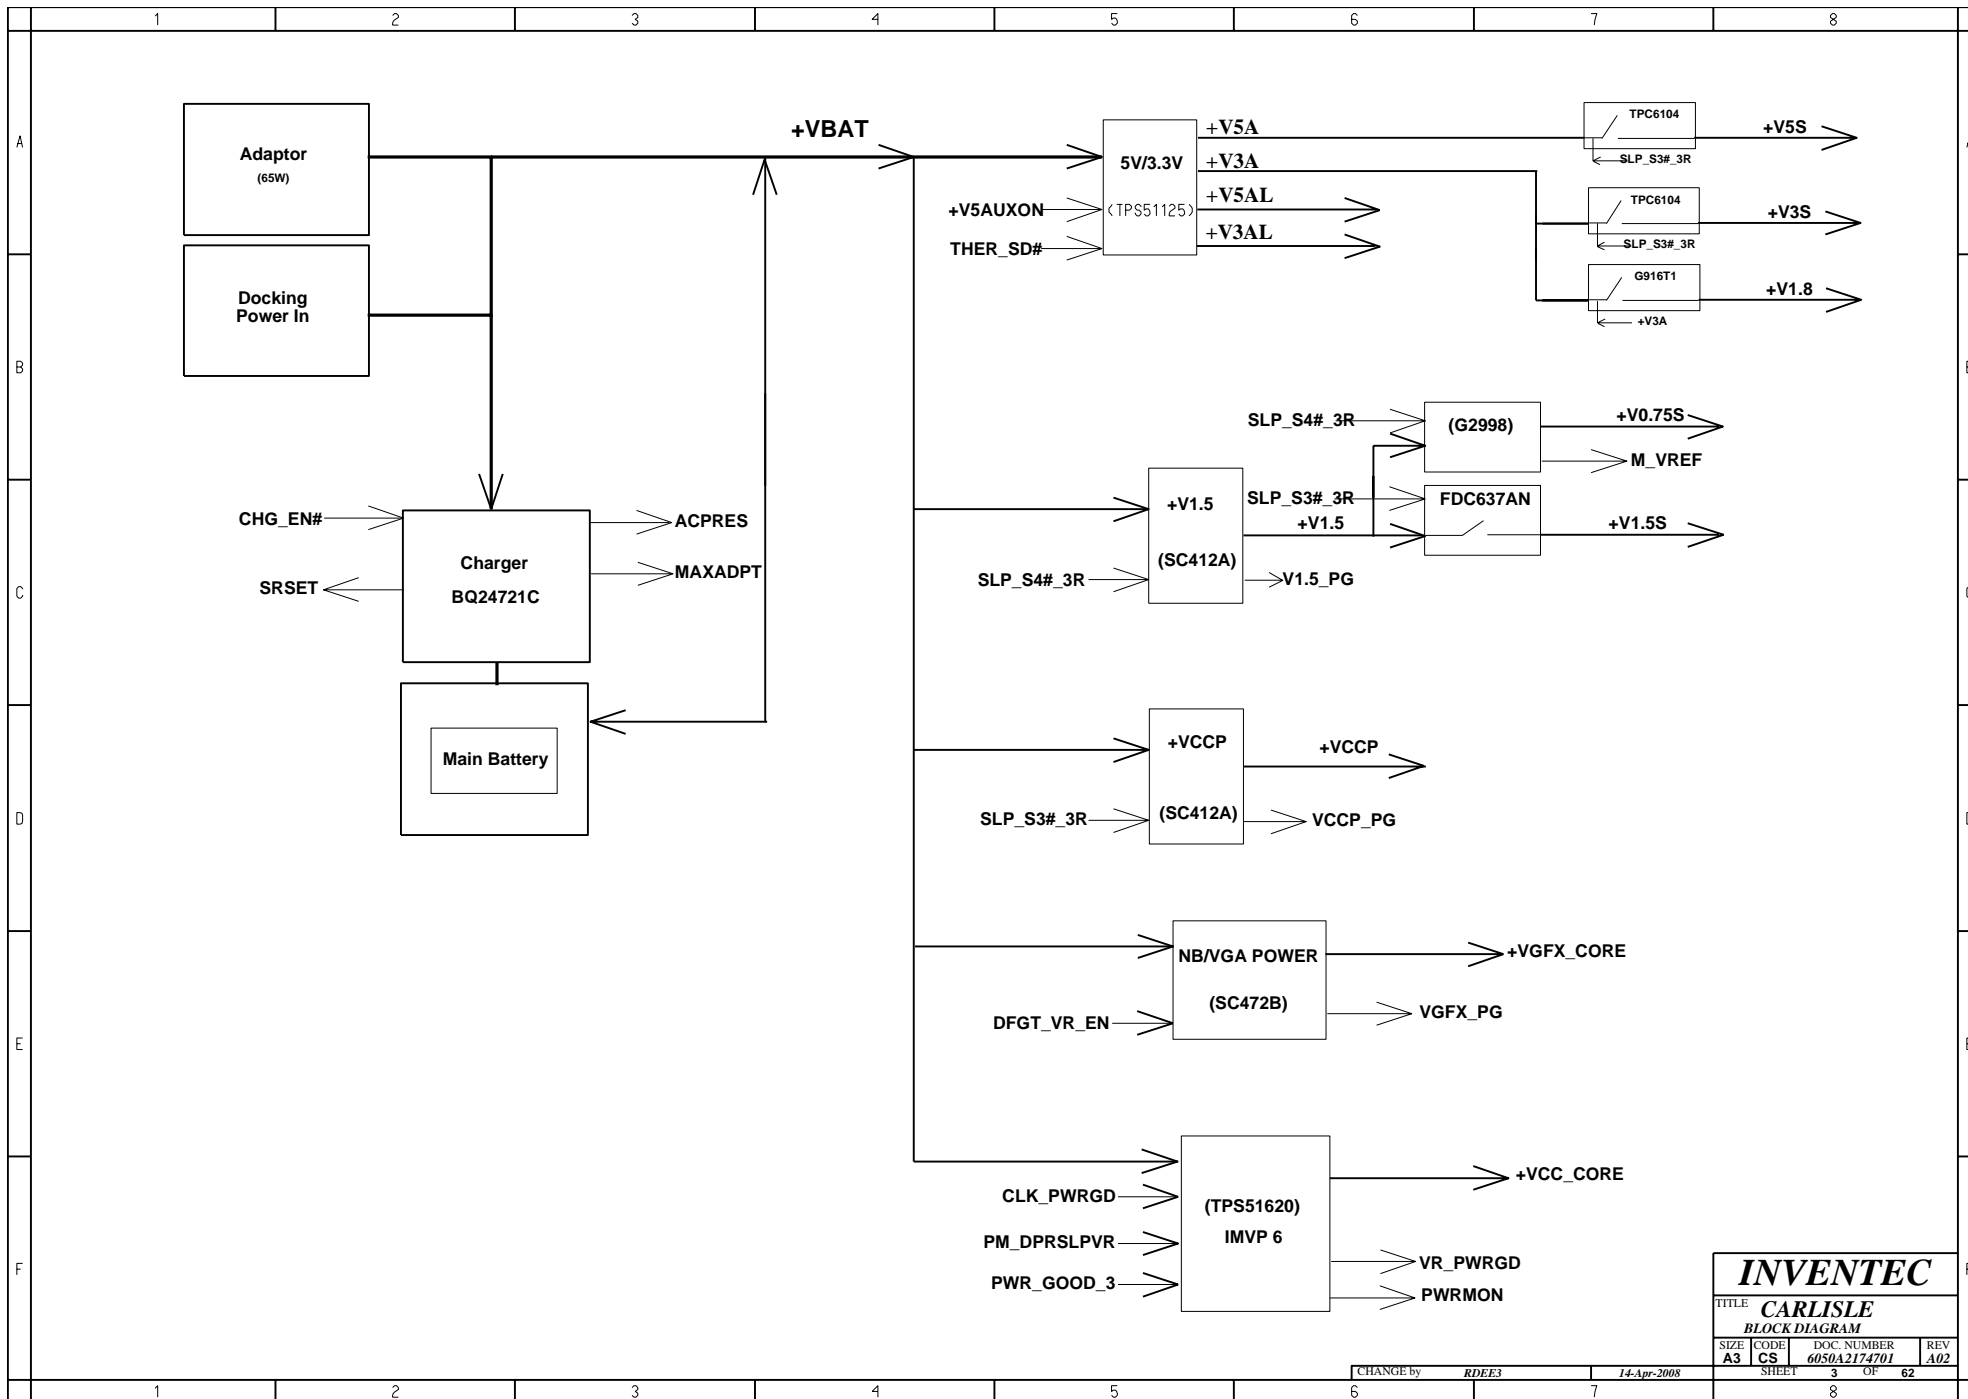 1 2 3 4 5 6 7 8
A
B
C
D
E
F
Adaptor
(65W)
Docking
Power In
+VBAT
5V/3.3V
(TPS51125)
+V5AUXON
THER_SD#
+V5A
+V3A
+V5AL
+V3AL
TPC6104
SLP_S3#_3R
+V5S
TPC6104
SLP_S3#_3R
+V3S
G916T1
+V3A
+V1.8
CHG_EN#
SRSET
Charger
BQ24721C
ACPRES
MAXADPT
Main Battery
SLP_S4#_3R
(G2998)
+V0.75S
M_VREF
+V1.5
(SC412A)
SLP_S4#_3R
SLP_S3#_3R
+V1.5
V1.5_PG
FDC637AN
+V1.5S
+VCCP
(SC412A)
SLP_S3#_3R
+VCCP
VCCP_PG
NB/VGA POWER
(SC472B)
DFGT_VR_EN
+VGFX_CORE
VGFX_PG
(TPS51620)
IMVP 6
CLK_PWRGD
PM_DPRSLPVR
PWR_GOOD_3
+VCC_CORE
VR_PWRGD
PWRMON
INVENTEC
TITLE CARLISLE
BLOCK DIAGRAM
SIZE CODE DOC. NUMBER REV
A3 CS 6050A2174701 A02
CHANGE by RDEE3 14-Apr-2008 SHEET 3 OF 62
1 2 3 4 5 6 7 8